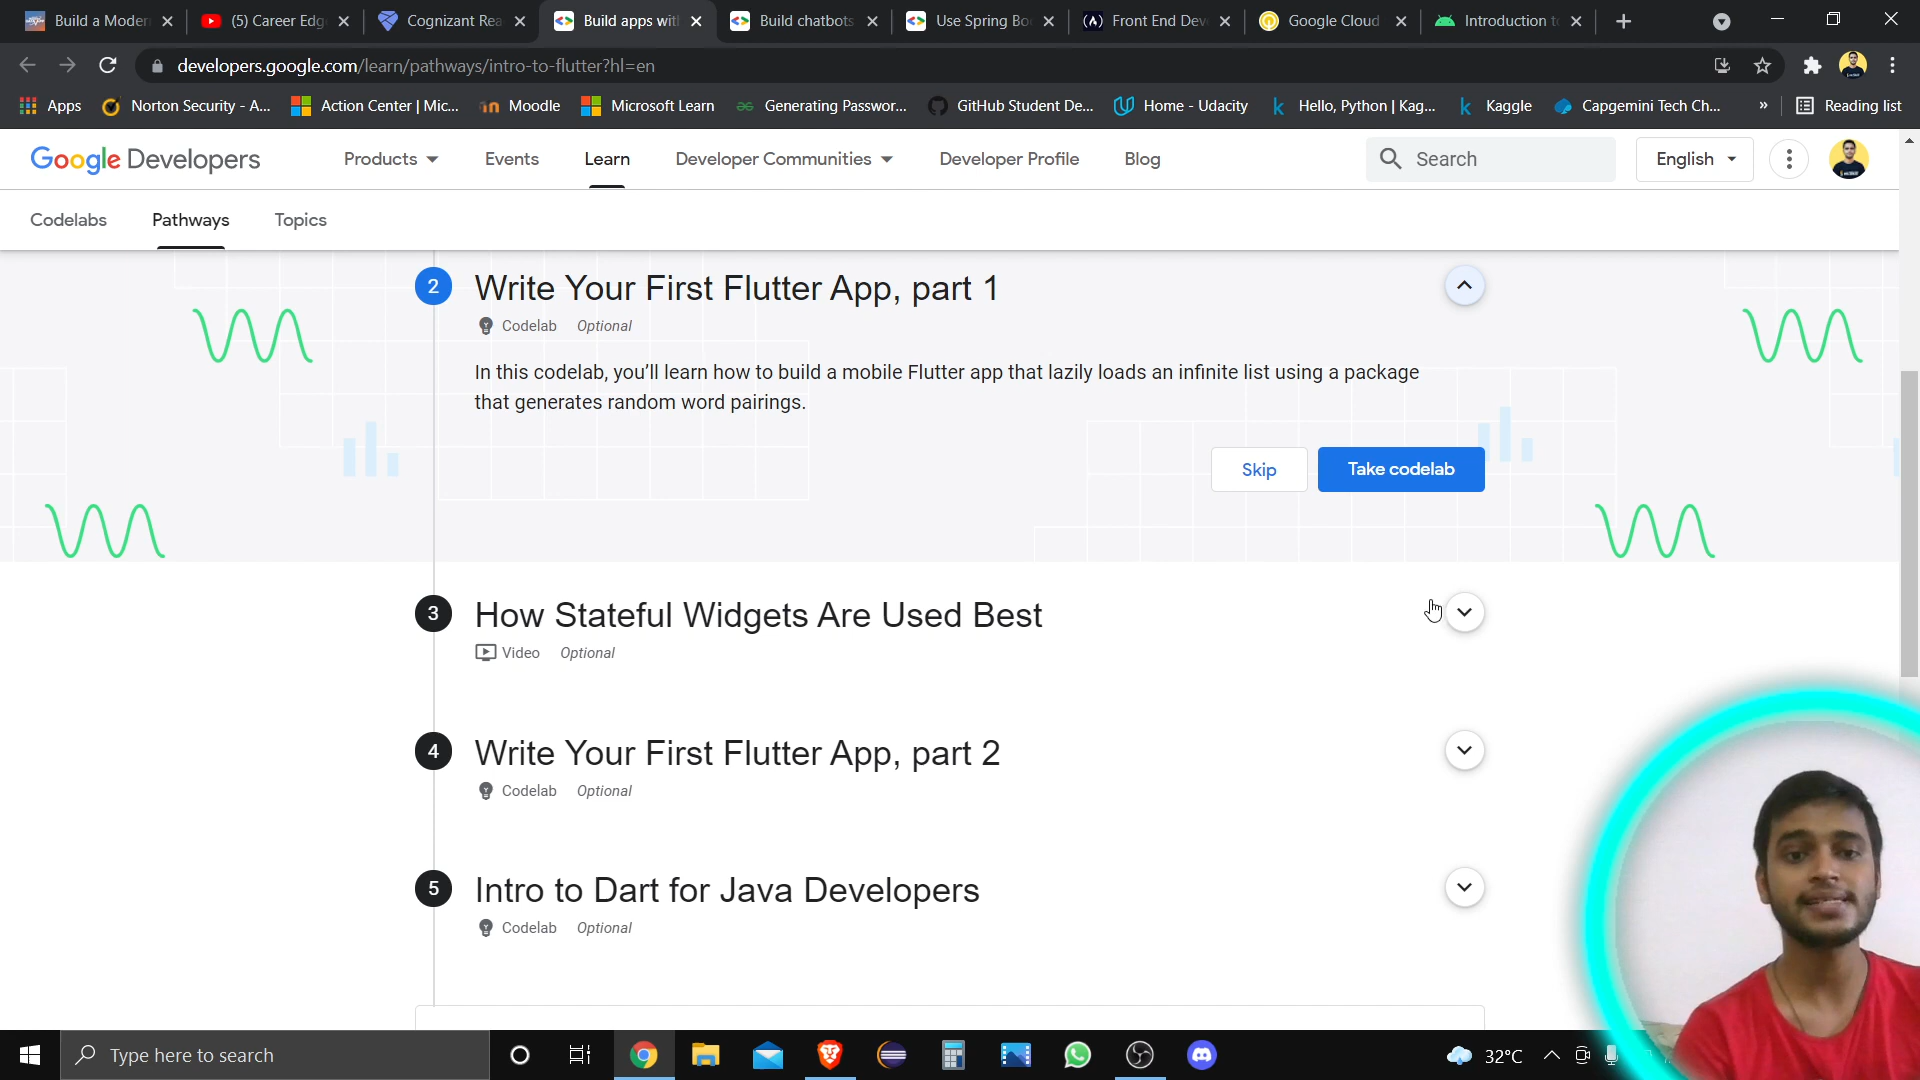 Build a Moder
(5) Career Edg
Cognizant Rea
Build apps wit
Build chatbots
Use Spring Bo
Front End Dev
Google Cloud
Introduction to
developers.google.com/learn/pathways/intro-to-flutter?hl=en
Apps
Norton Security - A...
Action Center | Mic...
Moodle
Microsoft Learn
Generating Passwor...
GitHub Student De...
Home - Udacity
Hello, Python | Kag...
Kaggle
Capgemini Tech Ch...
»
Reading list
Google Developers
Products
Events
Learn
Developer Communities
Developer Profile
Blog
Search
English
Codelabs
Pathways
Topics
2
Write Your First Flutter App, part 1
Codelab Optional
In this codelab, you'll learn how to build a mobile Flutter app that lazily loads an infinite list using a package
that generates random word pairings.
Skip
Take codelab
3
How Stateful Widgets Are Used Best
Video Optional
4
Write Your First Flutter App, part 2
Codelab Optional
5
Intro to Dart for Java Developers
Codelab Optional
Type here to search
32°C